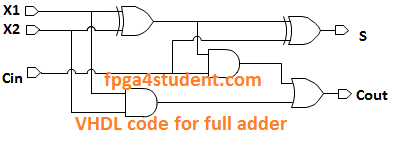 X1
X2
S
Cin
fpga4student.com
Cout
VHDL code for full adder